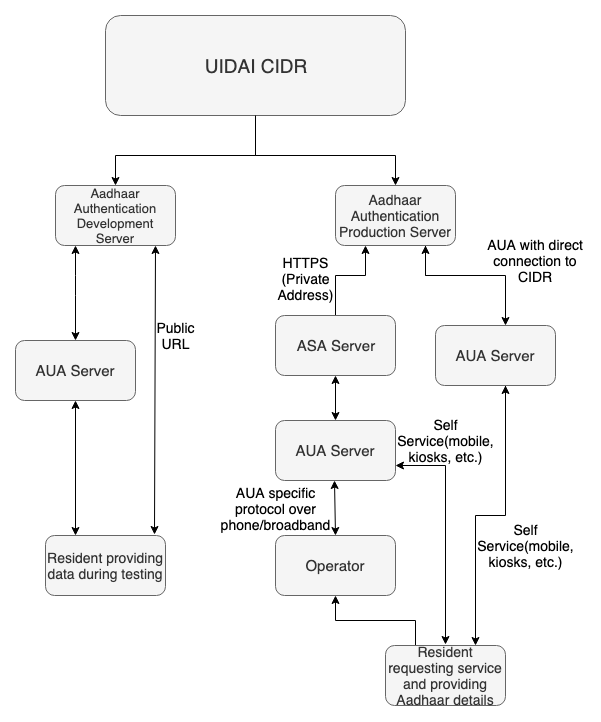 UIDAI CIDR
Aadhaar
Authentication
Development
Server
Aadhaar
Authentication
Production Server
AUA with direct
connection to
CIDR
HTTPS
(Private
Address)
Public
URL
AUA Server
ASA Server
AUA Server
AUA Server
Self
Service(mobile,
kiosks, etc.)
AUA specific
protocol over
phone/broadband
Self
Service(mobile,
kiosks, etc.)
Resident providing
data during testing
Operator
Resident
requesting service
and providing
Aadhaar details